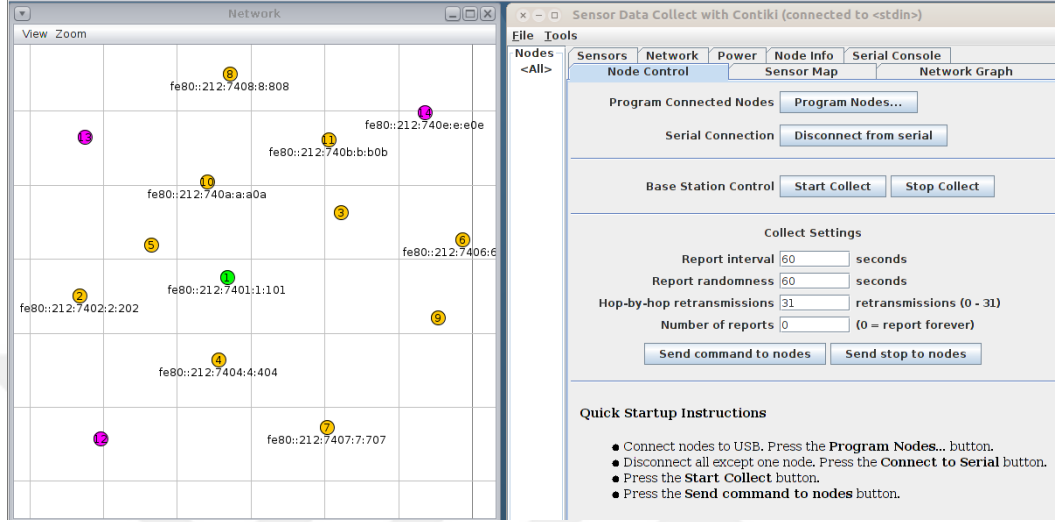 Network
View Zoom
8
fe80::212:7408:8:808
14
fe80::212:740e:e:e0e
13
11
fe80::212:740b:b:b0b
10
fe80::212:740a:a:a0a
3
5
6
fe80::212:7406:6
1
fe80::212:7401:1:101
2
fe80::212:7402:2:202
9
4
fe80::212:7404:4:404
7
fe80::212:7407:7:707
12
Sensor Data Collect with Contiki (connected to <stdin>)
File Tools
Nodes
<All>
Sensors Network Power Node Info Serial Console
Node Control Sensor Map Network Graph
Program Connected Nodes Program Nodes...
Serial Connection Disconnect from serial
Base Station Control Start Collect Stop Collect
Collect Settings
Report interval 60 seconds
Report randomness 60 seconds
Hop-by-hop retransmissions 31 retransmissions (0 - 31)
Number of reports 0 (0 = report forever)
Send command to nodes Send stop to nodes
Quick Startup Instructions
● Connect nodes to USB. Press the Program Nodes... button.
● Disconnect all except one node. Press the Connect to Serial button.
● Press the Start Collect button.
● Press the Send command to nodes button.